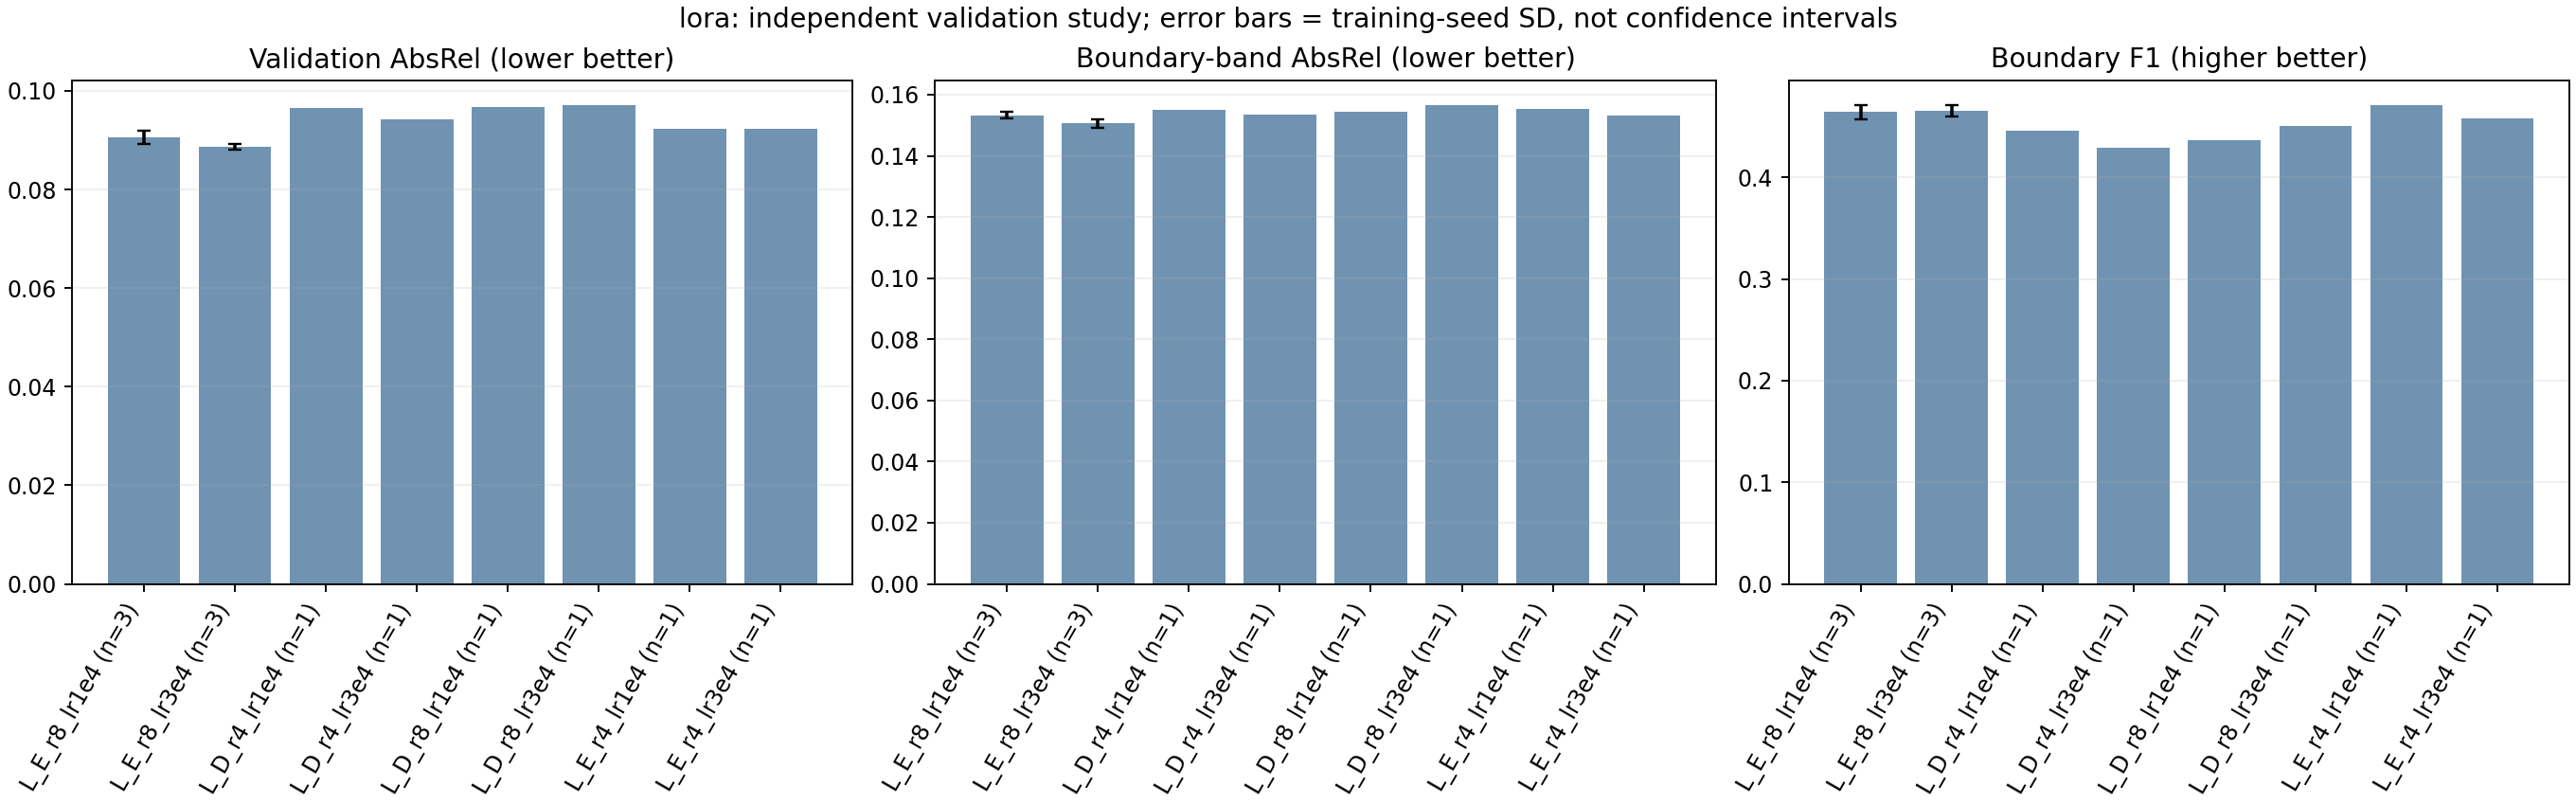 lora: independent validation study; error bars = training-seed SD, not confidence intervals
Validation AbsRel (lower better)
0.10
0.08
0.06
0.04
0.02
0.00
L_E_r8_lr1e4 (n=3)
L_E_r8_lr3e4 (n=3)
L_D_r4_lr1e4 (n=1)
L_D_r4_lr3e4 (n=1)
L_D_r8_lr1e4 (n=1)
L_D_r8_lr3e4 (n=1)
L_E_r4_lr1e4 (n=1)
L_E_r4_lr3e4 (n=1)
Boundary-band AbsRel (lower better)
0.16
0.14
0.12
0.10
0.08
0.06
0.04
0.02
0.00
L_E_r8_lr1e4 (n=3)
L_E_r8_lr3e4 (n=3)
L_D_r4_lr1e4 (n=1)
L_D_r4_lr3e4 (n=1)
L_D_r8_lr1e4 (n=1)
L_D_r8_lr3e4 (n=1)
L_E_r4_lr1e4 (n=1)
L_E_r4_lr3e4 (n=1)
Boundary F1 (higher better)
0.4
0.3
0.2
0.1
0.0
L_E_r8_lr1e4 (n=3)
L_E_r8_lr3e4 (n=3)
L_D_r4_lr1e4 (n=1)
L_D_r4_lr3e4 (n=1)
L_D_r8_lr1e4 (n=1)
L_D_r8_lr3e4 (n=1)
L_E_r4_lr1e4 (n=1)
L_E_r4_lr3e4 (n=1)